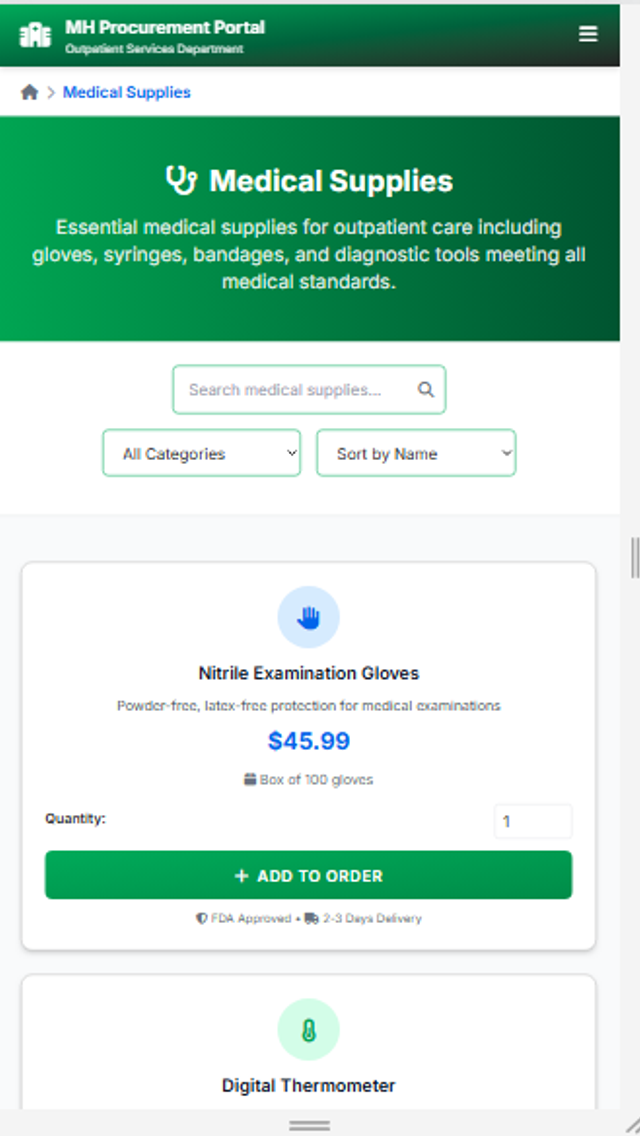 MH Procurement Portal
Outpatient Services Department
Medical Supplies
Medical Supplies
Essential medical supplies for outpatient care including
gloves, syringes, bandages, and diagnostic tools meeting all
medical standards.
Search medical supplies...
All Categories
Sort by Name
Nitrile Examination Gloves
Powder-free, latex-free protection for medical examinations
$45.99
Box of 100 gloves
Quantity:
1
+ ADD TO ORDER
FDA Approved • 2-3 Days Delivery
Digital Thermometer